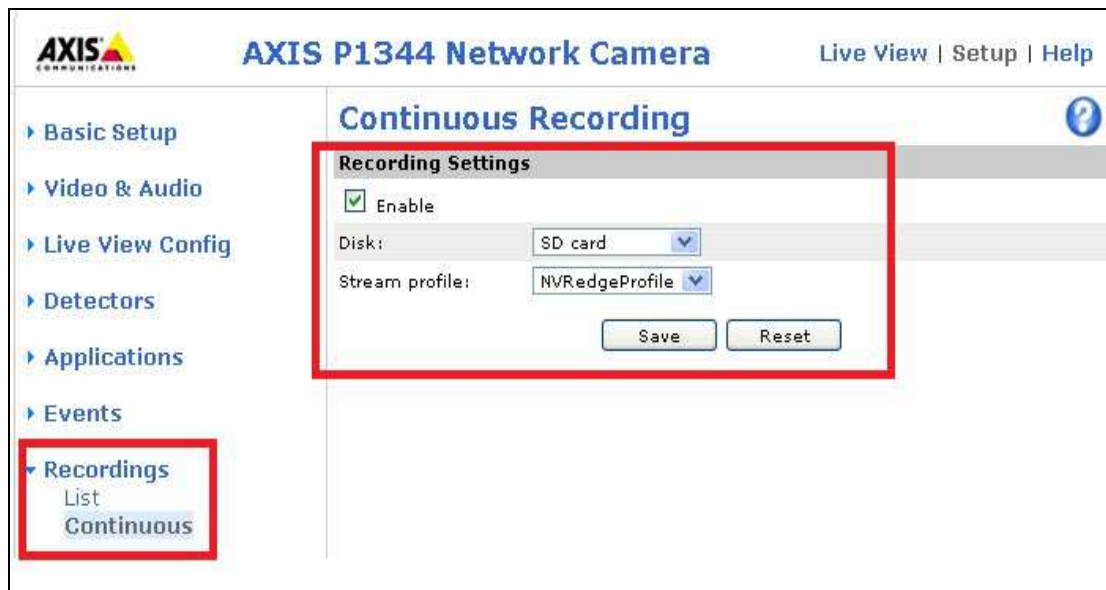 AXIS
COMMUNICATIONS
AXIS P1344 Network Camera
Live View | Setup | Help
Basic Setup
Video & Audio
Live View Config
Detectors
Applications
Events
Recordings
List
Continuous
Continuous Recording
?
Recording Settings
Enable
Disk: SD card
Stream profile: NVRedgeProfile
Save Reset